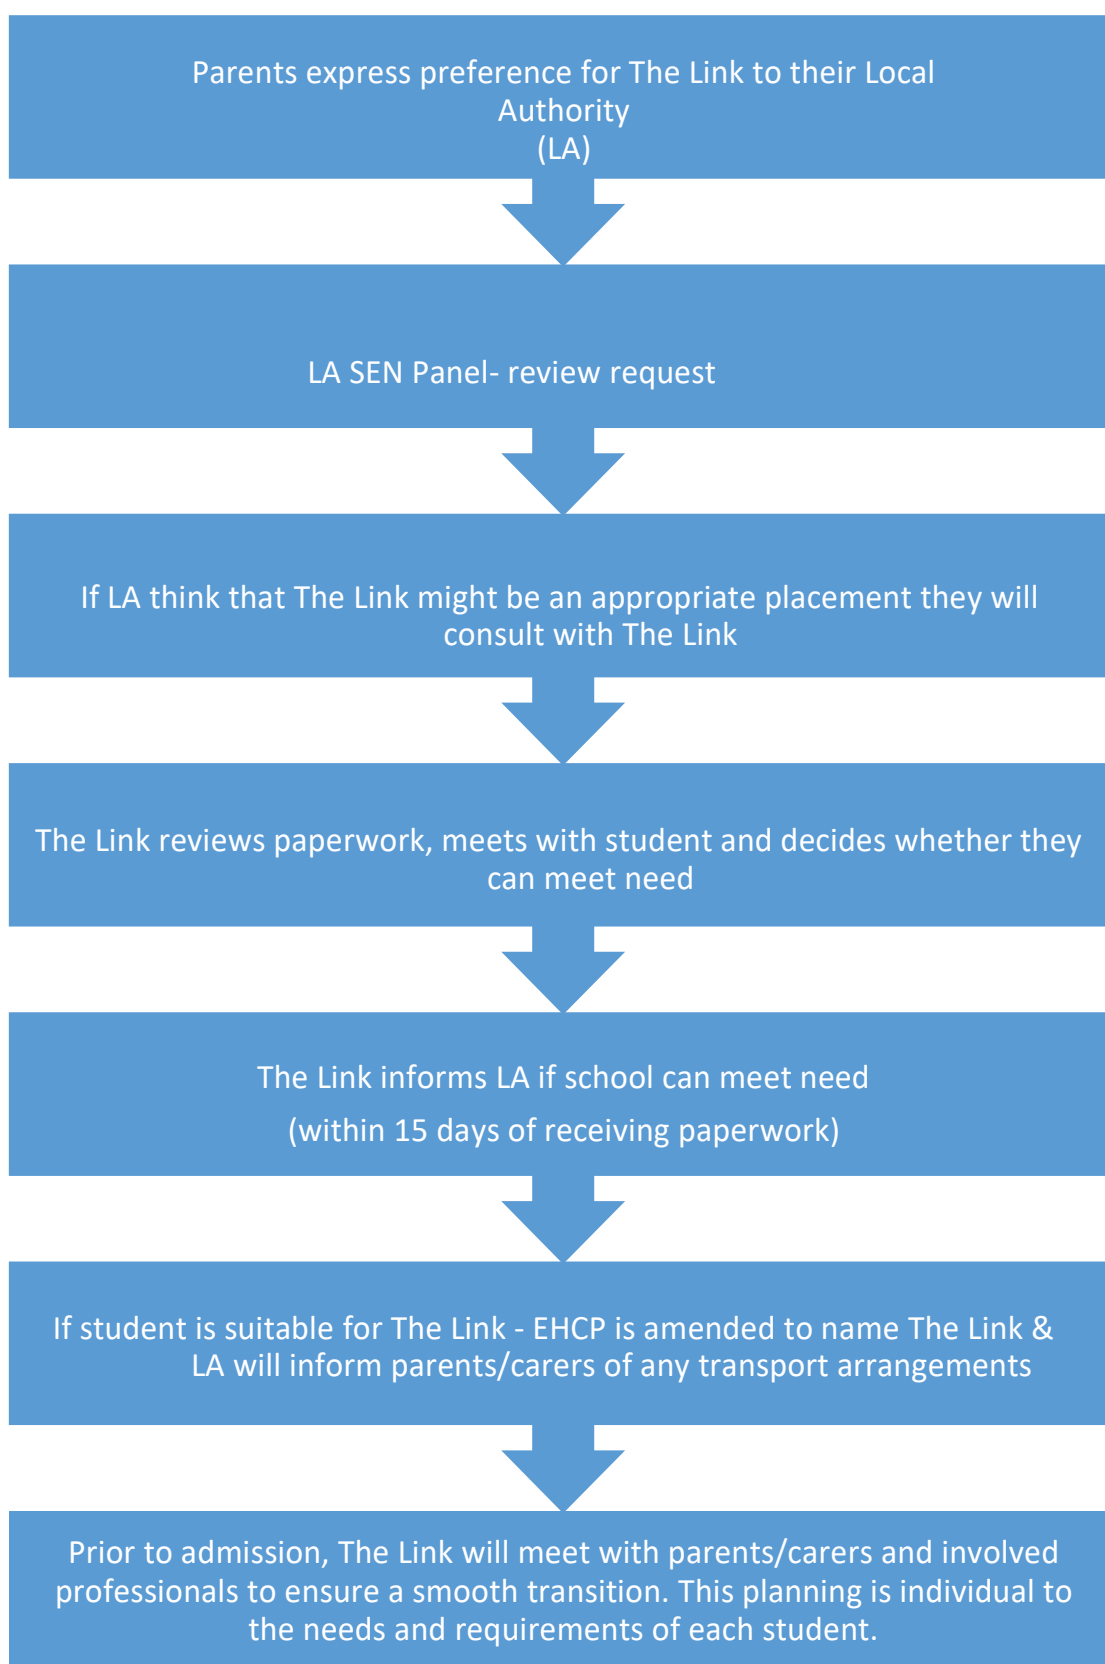 Parents express preference for The Link to their Local
Authority
(LA)
LA SEN Panel- review request
If LA think that The Link might be an appropriate placement they will
consult with The Link
The Link reviews paperwork, meets with student and decides whether they
can meet need
The Link informs LA if school can meet need
(within 15 days of receiving paperwork)
If student is suitable for The Link - EHCP is amended to name The Link &
LA will inform parents/carers of any transport arrangements
Prior to admission, The Link will meet with parents/carers and involved
professionals to ensure a smooth transition. This planning is individual to
the needs and requirements of each student.